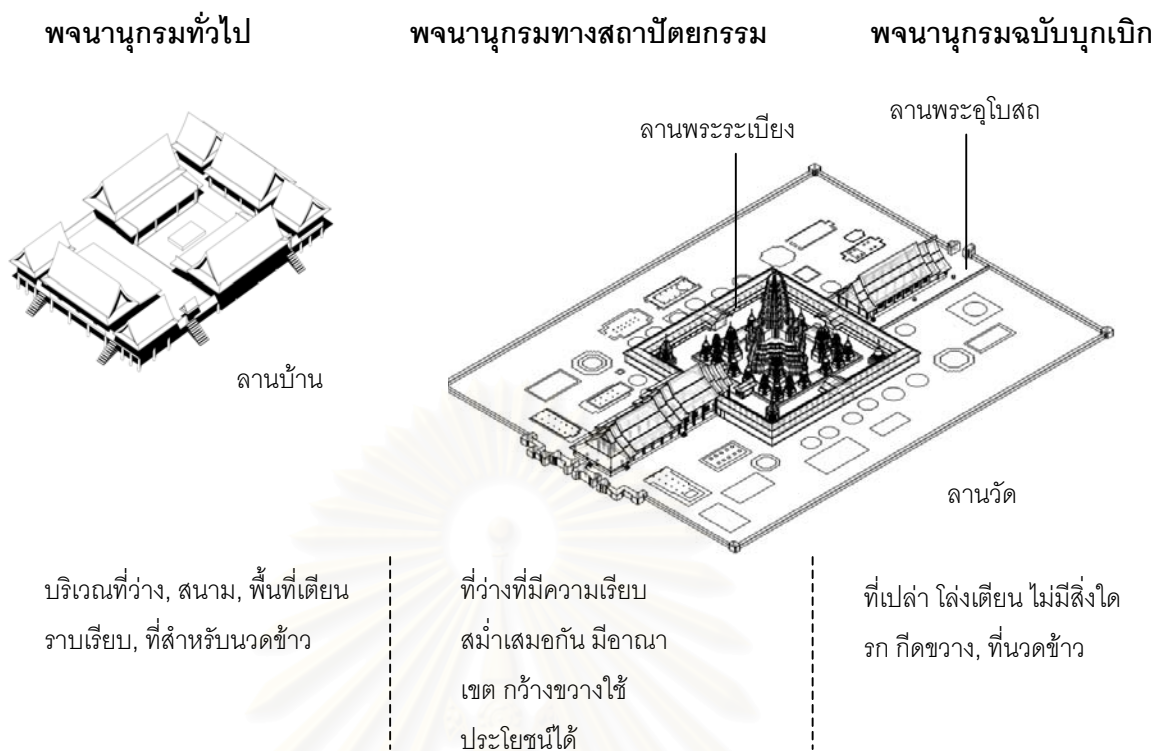 พจนานุกรมทั่วไป
พจนานุกรมทางสถาปัตยกรรม
พจนานุกรมฉบับบุกเบิก
ลานพระระเบียง
ลานพระอุโบสถ
ลานบ้าน
ลานวัด
บริเวณที่ว่าง, สนาม, พื้นที่เตียน
ราบเรียบ, ที่สำหรับนวดข้าว
ที่ว่างที่มีความเรียบ
สม่ำเสมอกัน มีอาณา
เขต กว้างขวางใช้
ประโยชน์ได้
ที่เปล่า โล่งเตียน ไม่มีสิ่งใด
รก กีดขวาง, ที่นวดข้าว